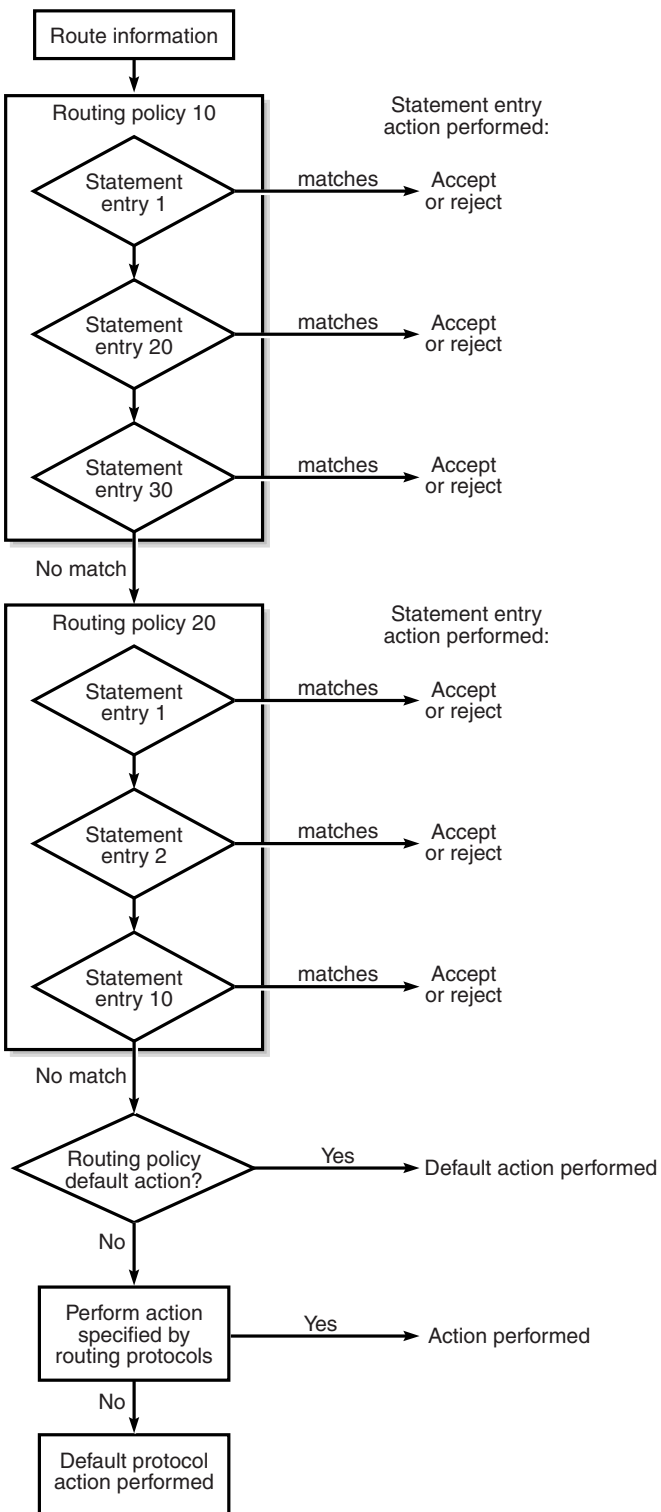 Route information
Routing policy 10
Statement entry
action performed:
Statement
entry 1
matches
Accept
or reject
Statement
entry 20
matches
Accept
or reject
Statement
entry 30
matches
Accept
or reject
No match
Routing policy 20
Statement entry
action performed:
Statement
entry 1
matches
Accept
or reject
Statement
entry 2
matches
Accept
or reject
Statement
entry 10
matches
Accept
or reject
No match
Routing policy
default action?
Yes
Default action performed
No
Perform action
specified by
routing protocols
Yes
Action performed
No
Default protocol
action performed